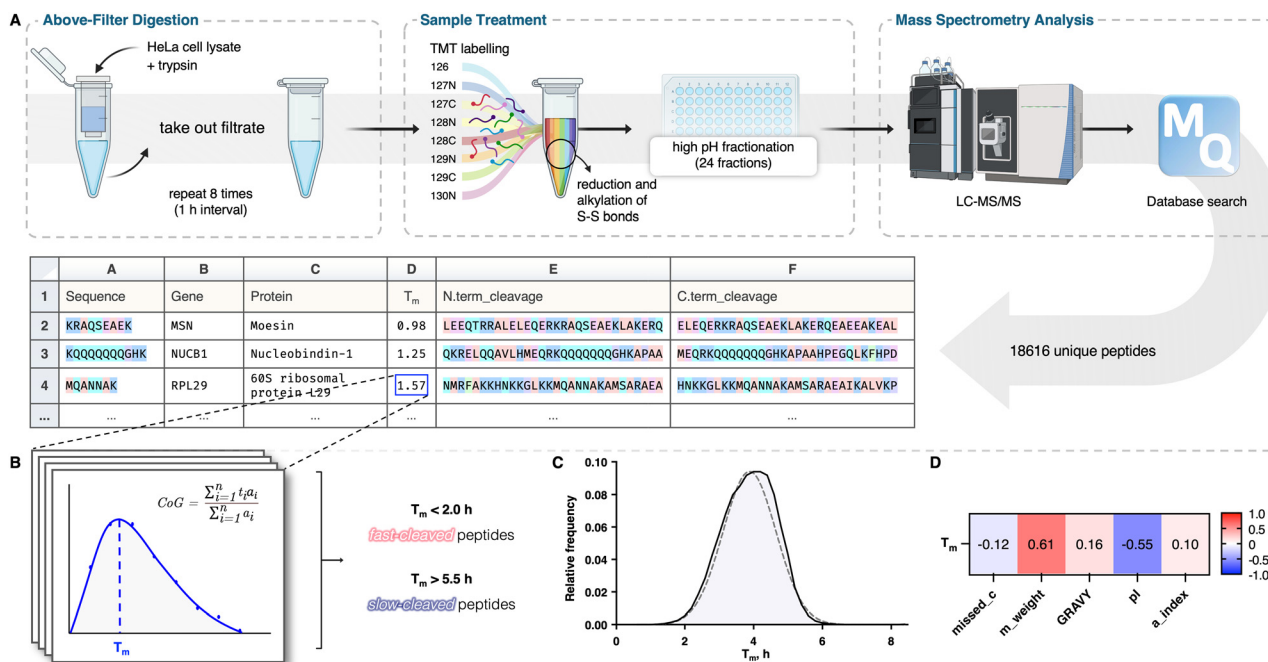 A
Above-Filter Digestion
HeLa cell lysate
+ trypsin
take out filtrate
repeat 8 times
(1 h interval)
Sample Treatment
TMT labelling
126
127N
127C
128N
128C
129N
129C
130N
reduction and
alkylation of
S-S bonds
high pH fractionation
(24 fractions)
Mass Spectrometry Analysis
LC-MS/MS
MQ
Database search
18616 unique peptides
A B C D E F
1 Sequence Gene Protein Tm N.term_cleavage C.term_cleavage
2 KRAQSEAEK MSN Moesin 0.98 LEEQTRRALELEQERKRAQSEAEKLAKERQ ELEQERKRAQSEAEKLAKERQEAEEAKEAL
3 KQQQQQQQGHK NUCB1 Nucleobindin-1 1.25 QKRELQQAVLHMEQRKQQQQQQQGHKAPAA MEQRKQQQQQQQGHKAPAAHPEGQLKFHPD
4 MQANNAK RPL29 60S ribosomal
protein L29 1.57 NMRFAKKHNKKGLKKMQANNAKAMSARAEA HNKKGLKKMQANNAKAMSARAEAIKALVKP
... ... ... ... ... ...
B
CoG = ∑ni=1 tiai / ∑ni=1 ai
Tm
Tm < 2.0 h
fast-cleaved peptides
Tm > 5.5 h
slow-cleaved peptides
C
Relative frequency
0.10
0.08
0.06
0.04
0.02
0.00
0 2 4 6 8
Tm, h
D
Tm
-0.12 0.61 0.16 -0.55 0.10
missed_c m_weight GRAVY pI a_index
1.0
0.5
0
-0.5
-1.0